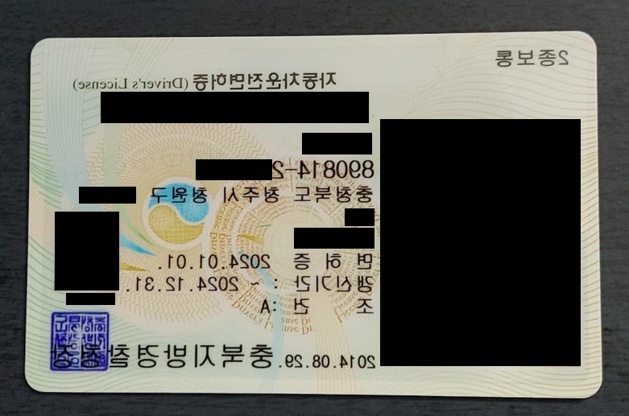 2종보통
자동차운전면허증 (Driver's License)
890814-2
충청북도 청주시 청원구
면 허 증 2024.01.01.
갱신기간 : ~ 2024.12.31.
조 건 :A
2014.08.29. 충북지방경찰청장